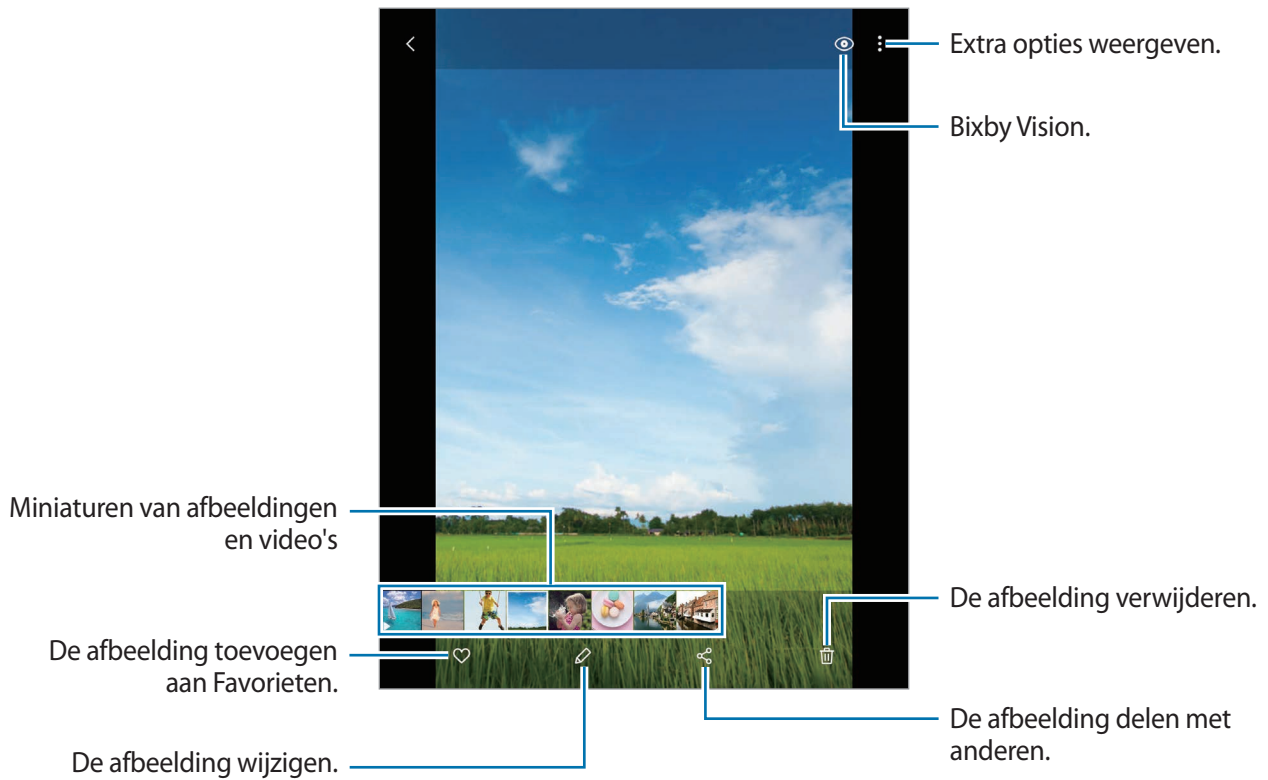 Extra opties weergeven.
Bixby Vision.
Miniaturen van afbeeldingen
en video's
De afbeelding verwijderen.
De afbeelding toevoegen
aan Favorieten.
De afbeelding delen met
anderen.
De afbeelding wijzigen.